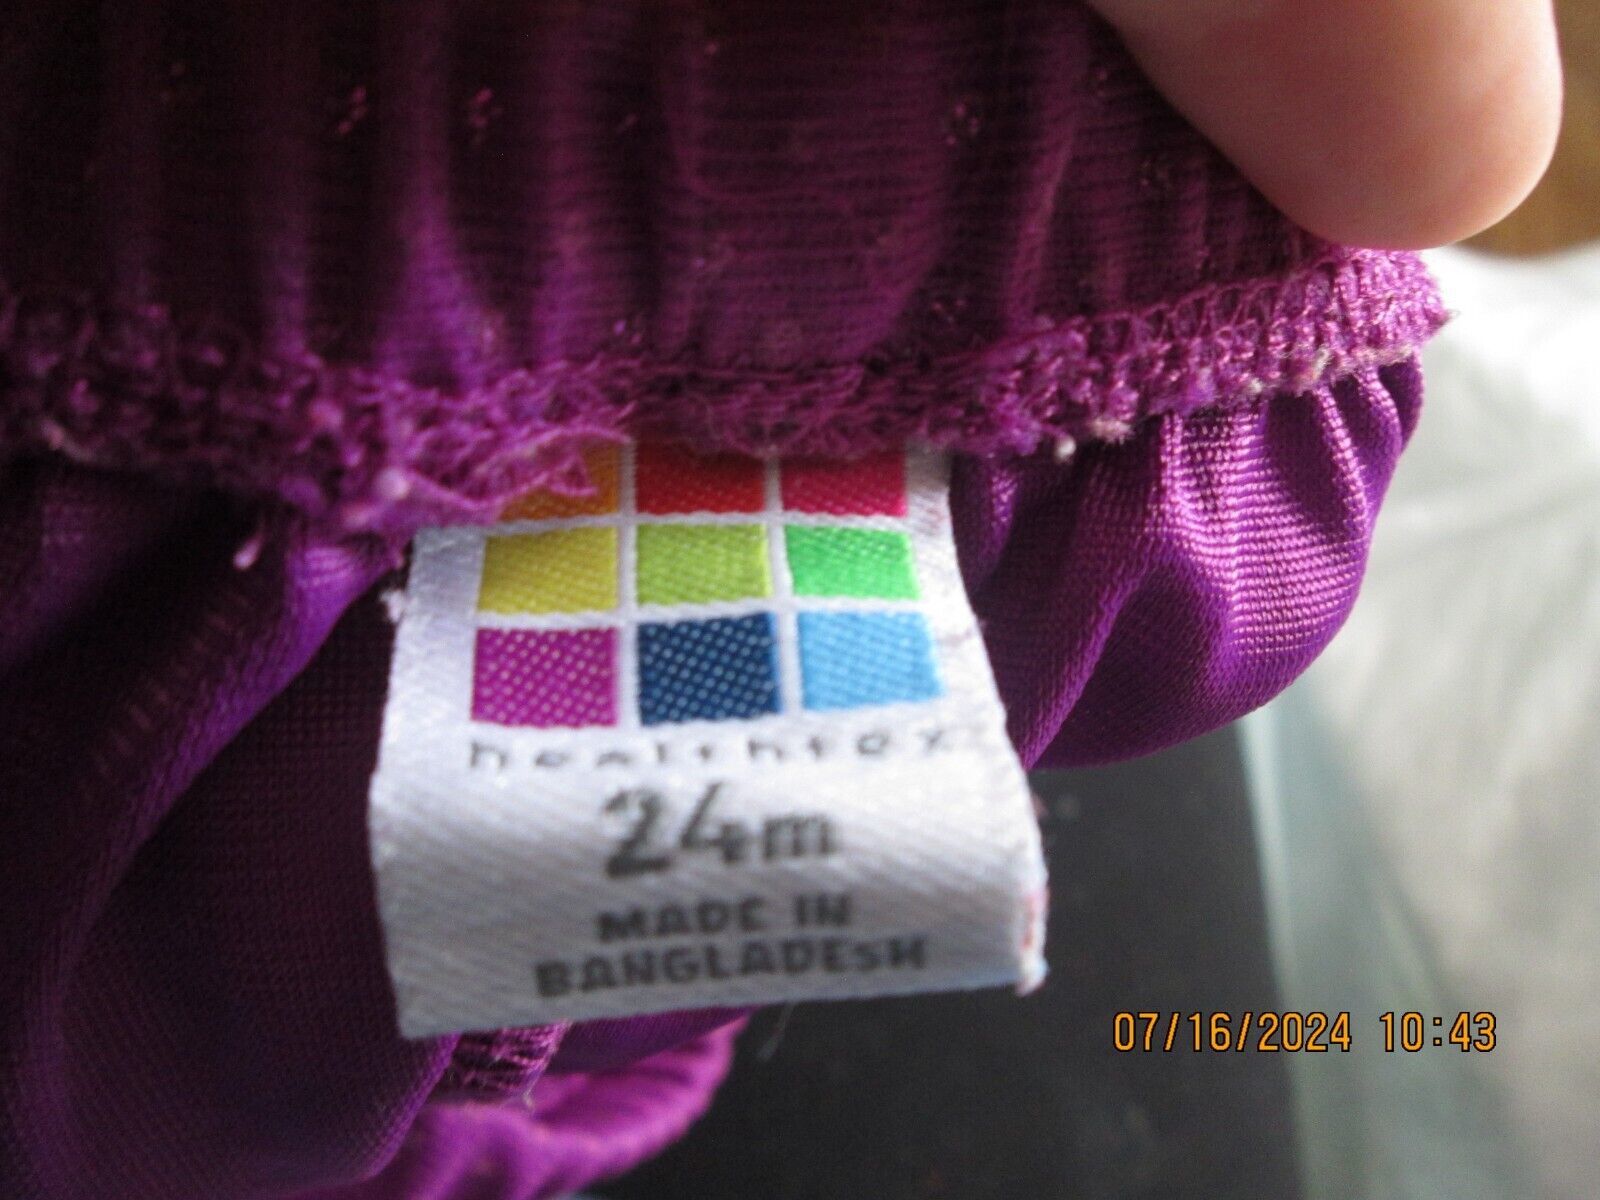 healthtex
24m
MADE IN
BANGLADESH
07/16/2024 10:43